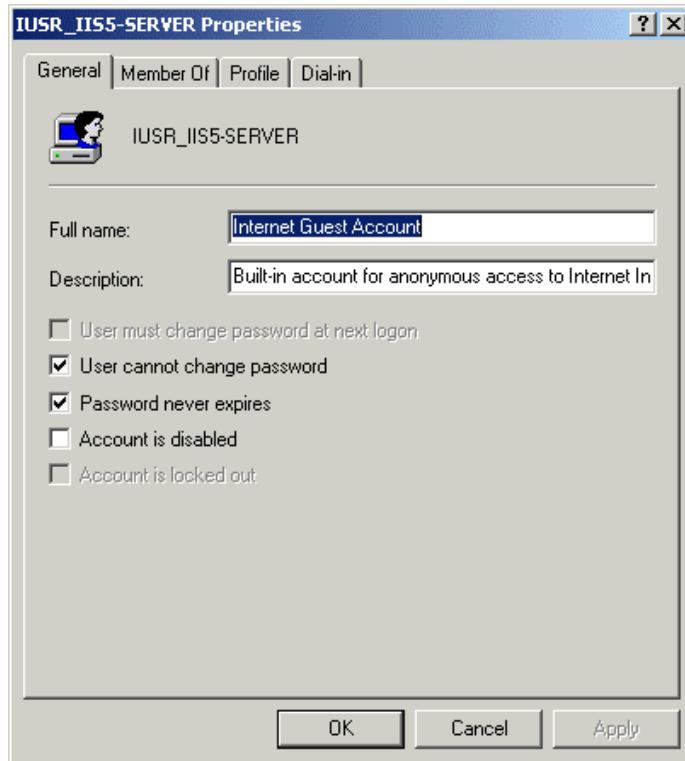 IUSR_IIS5-SERVER Properties
General Member Of Profile Dial-in
IUSR_IIS5-SERVER
Full name: Internet Guest Account
Description: Built-in account for anonymous access to Internet In
User must change password at next logon
User cannot change password
Password never expires
Account is disabled
Account is locked out
OK Cancel Apply